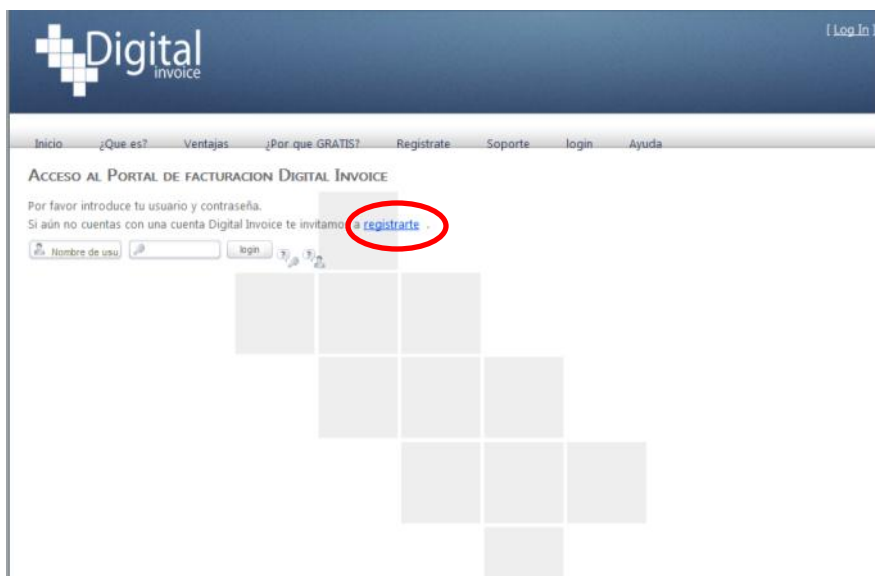 Digital
invoice
[ Log In ]
Inicio ¿Que es? Ventajas ¿Por que GRATIS? Registrate Soporte login Ayuda
ACCESO AL PORTAL DE FACTURACION DIGITAL INVOICE
Por favor introduce tu usuario y contraseña.
Si aún no cuentas con una cuenta Digital Invoice te invitamos a registrarte .
Nombre de usu login